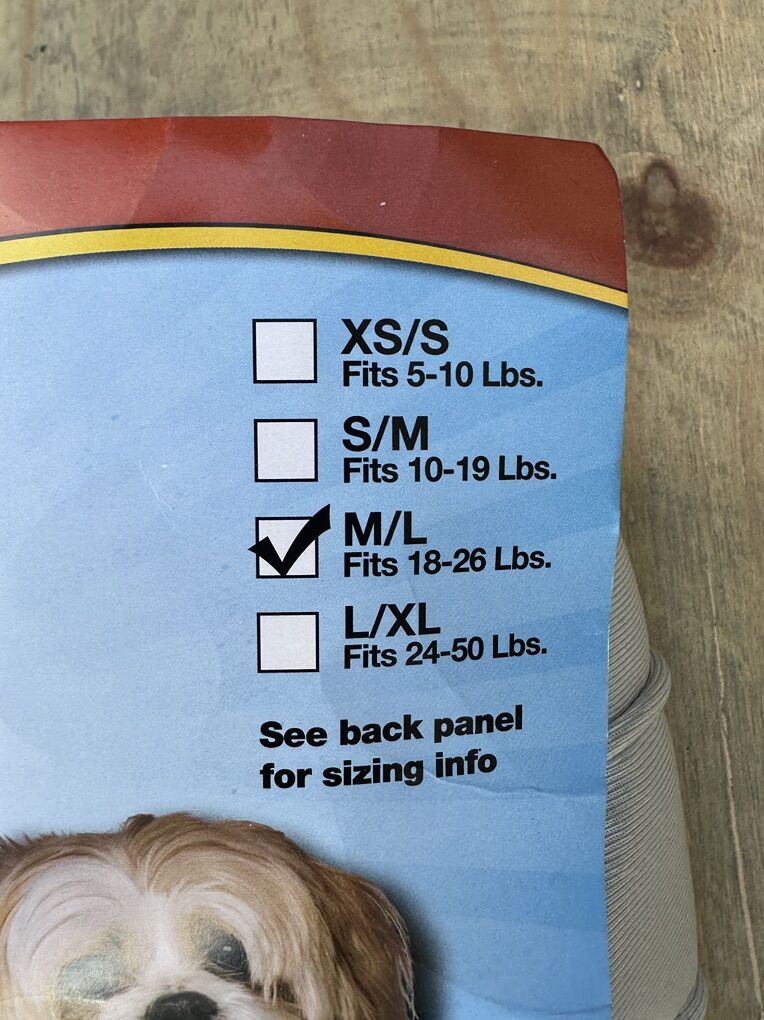 XS/S
Fits 5-10 Lbs.
S/M
Fits 10-19 Lbs.
M/L
Fits 18-26 Lbs.
L/XL
Fits 24-50 Lbs.
See back panel
for sizing info